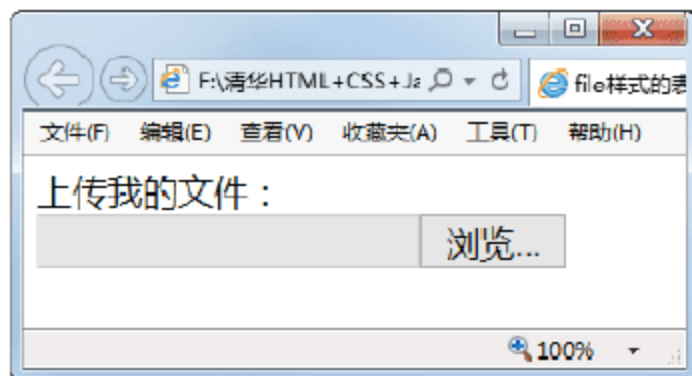 F:\清华HTML+CSS+Ja
file样式的表
文件(F) 编辑(E) 查看(V) 收藏夹(A) 工具(T) 帮助(H)
上传我的文件：
浏览...
100%